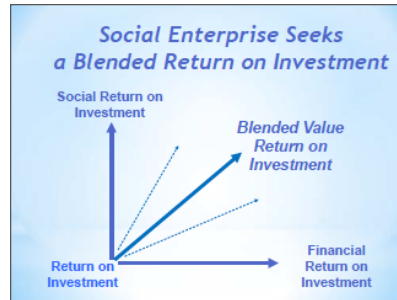 Social Enterprise Seeks
a Blended Return on Investment
Social Return on
Investment
Blended Value
Return on
Investment
Return on
Investment
Financial
Return on
Investment